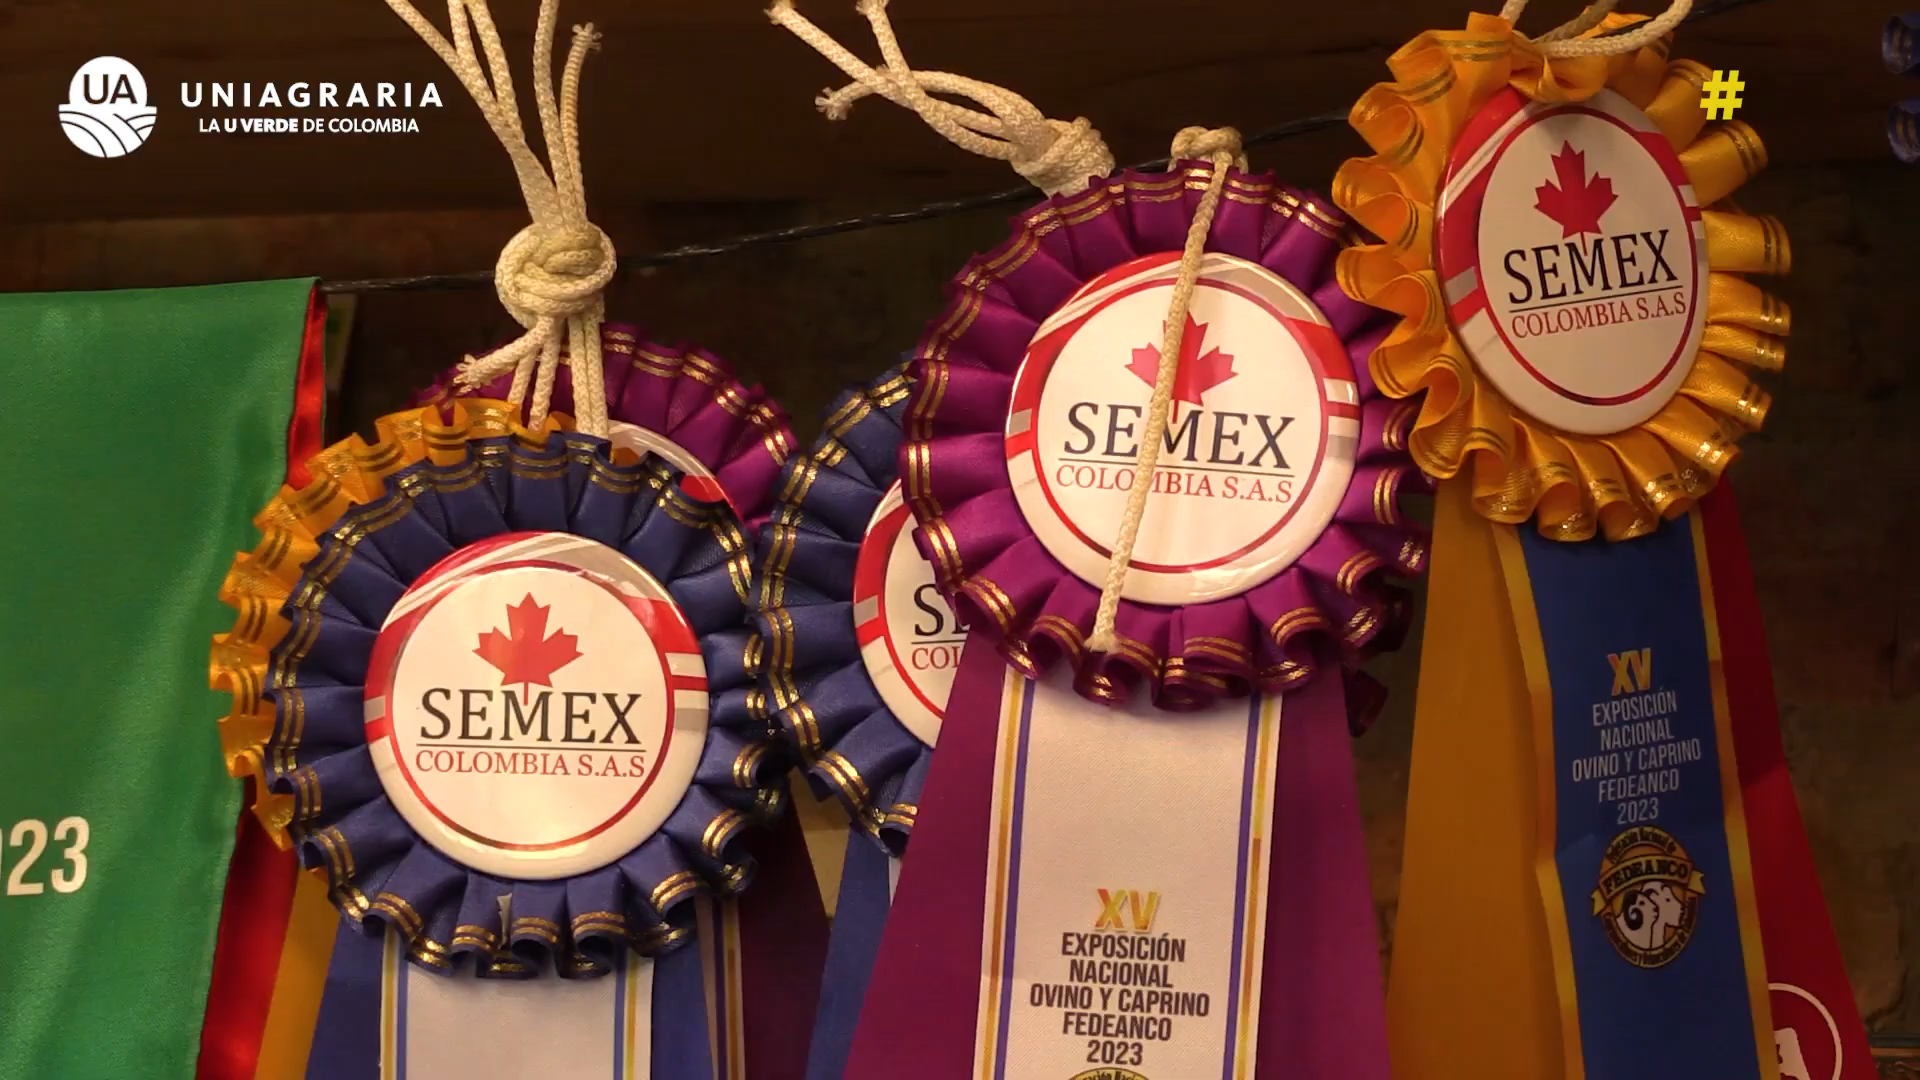 UA
UNIAGRARIA
LA U VERDE DE COLOMBIA
#
SEMEX
COLOMBIA S.A.S
SEMEX
COLOMBIA S.A.S
SEMEX
COLOMBIA S.A.S
XV
EXPOSICIÓN
NACIONAL
OVINO Y CAPRINO
FEDEANCO
2023
FEDEANCO
XV
EXPOSICIÓN
NACIONAL
OVINO Y CAPRINO
FEDEANCO
2023
023